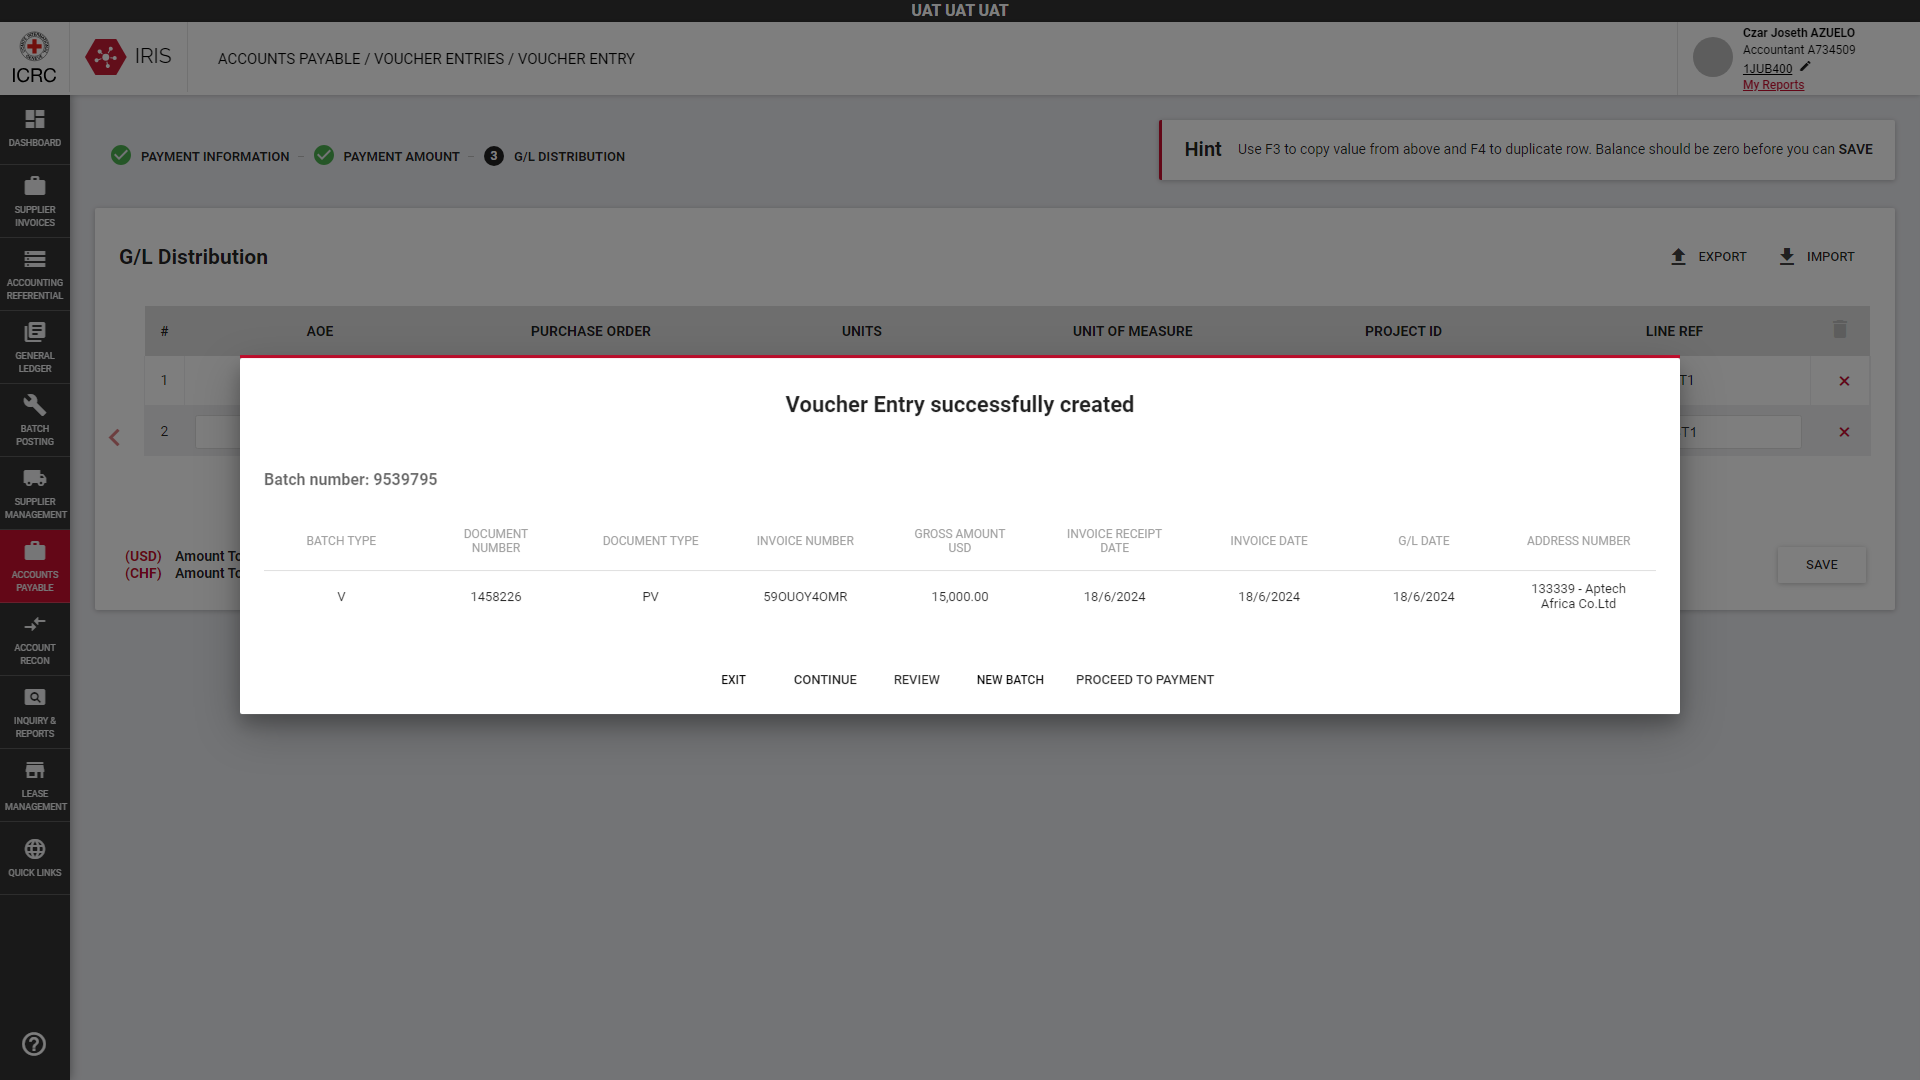 UAT UAT UAT
ICRC
IRIS
ACCOUNTS PAYABLE / VOUCHER ENTRIES / VOUCHER ENTRY
Czar Joseth AZUELO
Accountant A734509
1JUB400
My Reports
DASHBOARD
SUPPLIER
INVOICES
ACCOUNTING
REFERENTIAL
GENERAL
LEDGER
BATCH
POSTING
SUPPLIER
MANAGEMENT
ACCOUNTS
PAYABLE
ACCOUNT
RECON
INQUIRY &
REPORTS
LEASE
MANAGEMENT
QUICK LINKS
PAYMENT INFORMATION
PAYMENT AMOUNT
3 G/L DISTRIBUTION
Hint Use F3 to copy value from above and F4 to duplicate row. Balance should be zero before you can SAVE
G/L Distribution
EXPORT IMPORT
# AOE PURCHASE ORDER UNITS UNIT OF MEASURE PROJECT ID LINE REF
1 T1
2 T1
(USD) Amount To
(CHF) Amount To
SAVE
Voucher Entry successfully created
Batch number: 9539795
BATCH TYPE DOCUMENT NUMBER DOCUMENT TYPE INVOICE NUMBER GROSS AMOUNT USD INVOICE RECEIPT DATE INVOICE DATE G/L DATE ADDRESS NUMBER
V 1458226 PV 59OUOY4OMR 15,000.00 18/6/2024 18/6/2024 18/6/2024 133339 - Aptech Africa Co.Ltd
EXIT CONTINUE REVIEW NEW BATCH PROCEED TO PAYMENT